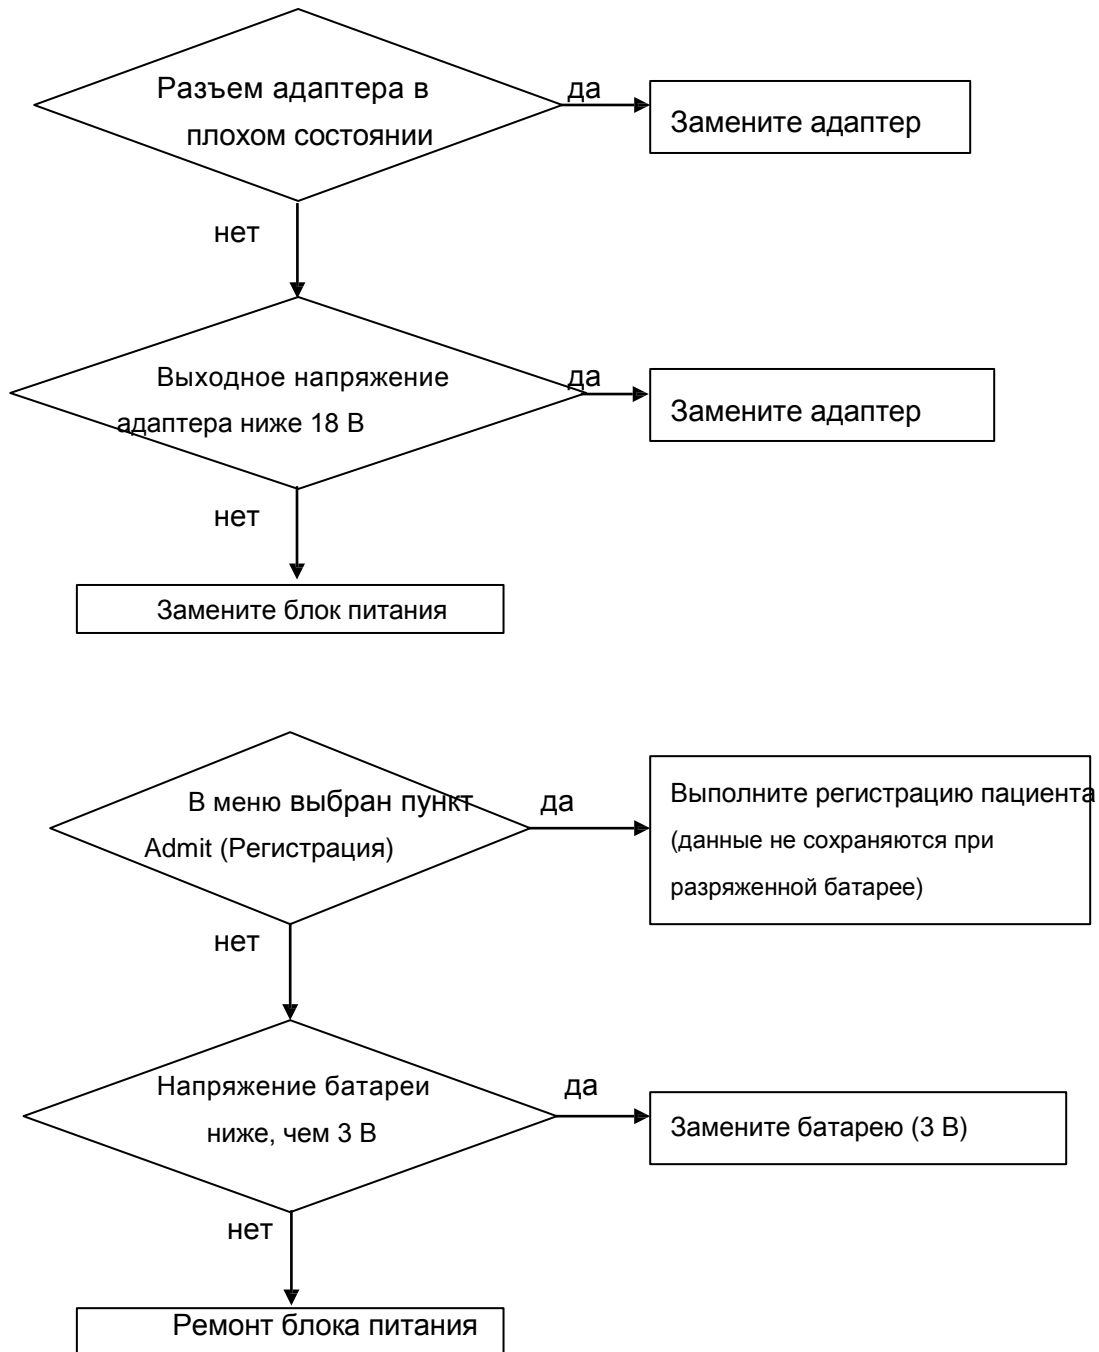 Разъем адаптера в
плохом состоянии
да
Замените адаптер
нет
Выходное напряжение
адаптера ниже 18 В
да
Замените адаптер
нет
Замените блок питания
В меню выбран пункт
Admit (Регистрация)
да
Выполните регистрацию пациента
(данные не сохраняются при
разряженной батарее)
нет
Напряжение батареи
ниже, чем 3 В
да
Замените батарею (3 В)
нет
Ремонт блока питания